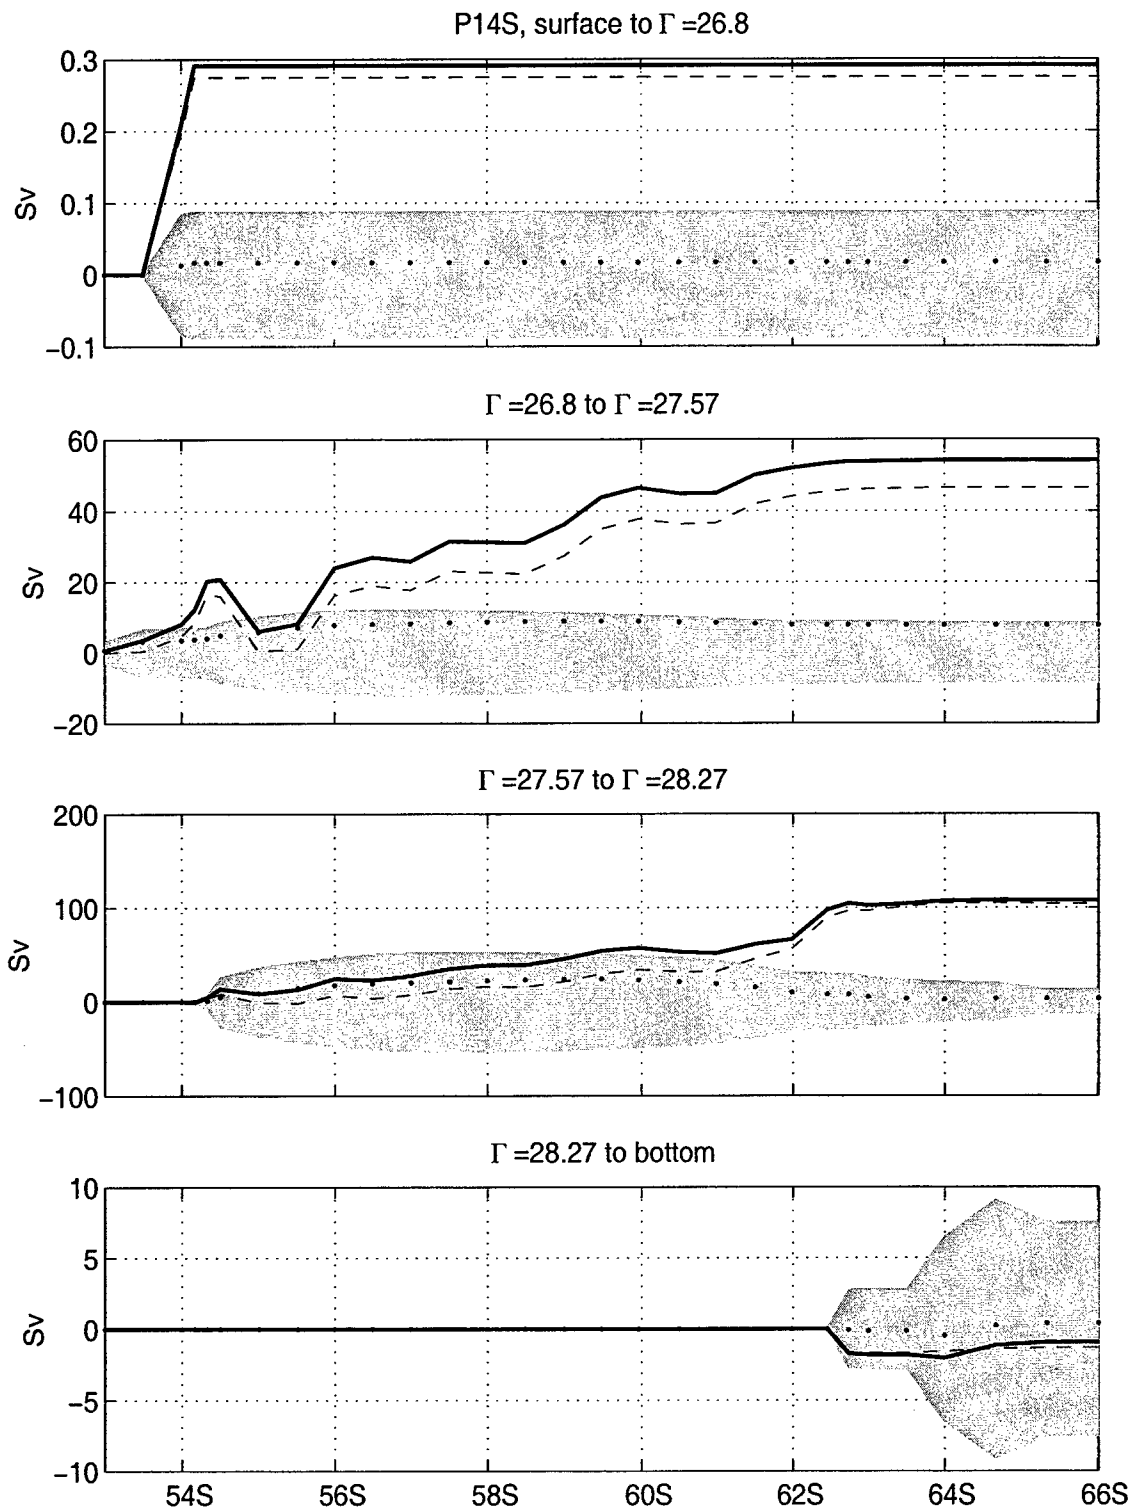 P14S, surface to Γ =26.8
0.3
0.2
0.1
0
−0.1
Sv
Γ =26.8 to Γ =27.57
60
40
20
0
−20
Sv
Γ =27.57 to Γ =28.27
200
100
0
−100
Sv
Γ =28.27 to bottom
10
5
0
−5
−10
Sv
54S 56S 58S 60S 62S 64S 66S